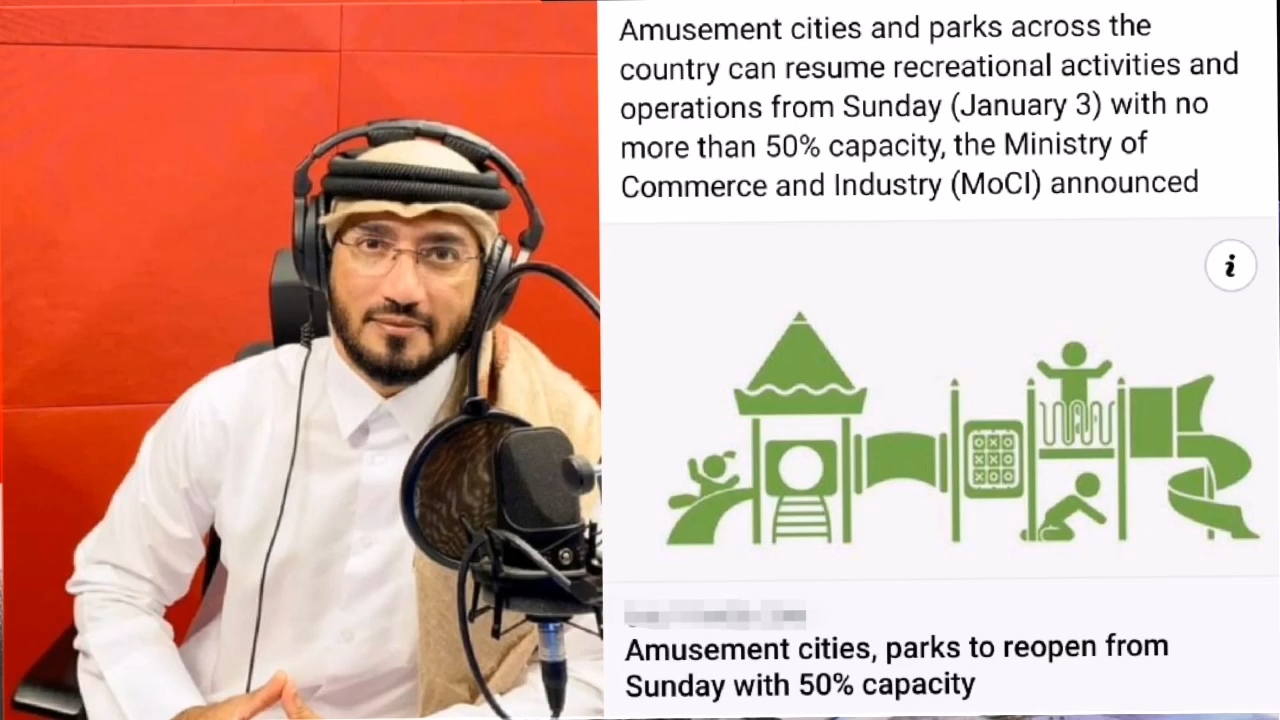 Amusement cities and parks across the
country can resume recreational activities and
operations from Sunday (January 3) with no
more than 50% capacity, the Ministry of
Commerce and Industry (MoCI) announced
i
Amusement cities, parks to reopen from
Sunday with 50% capacity